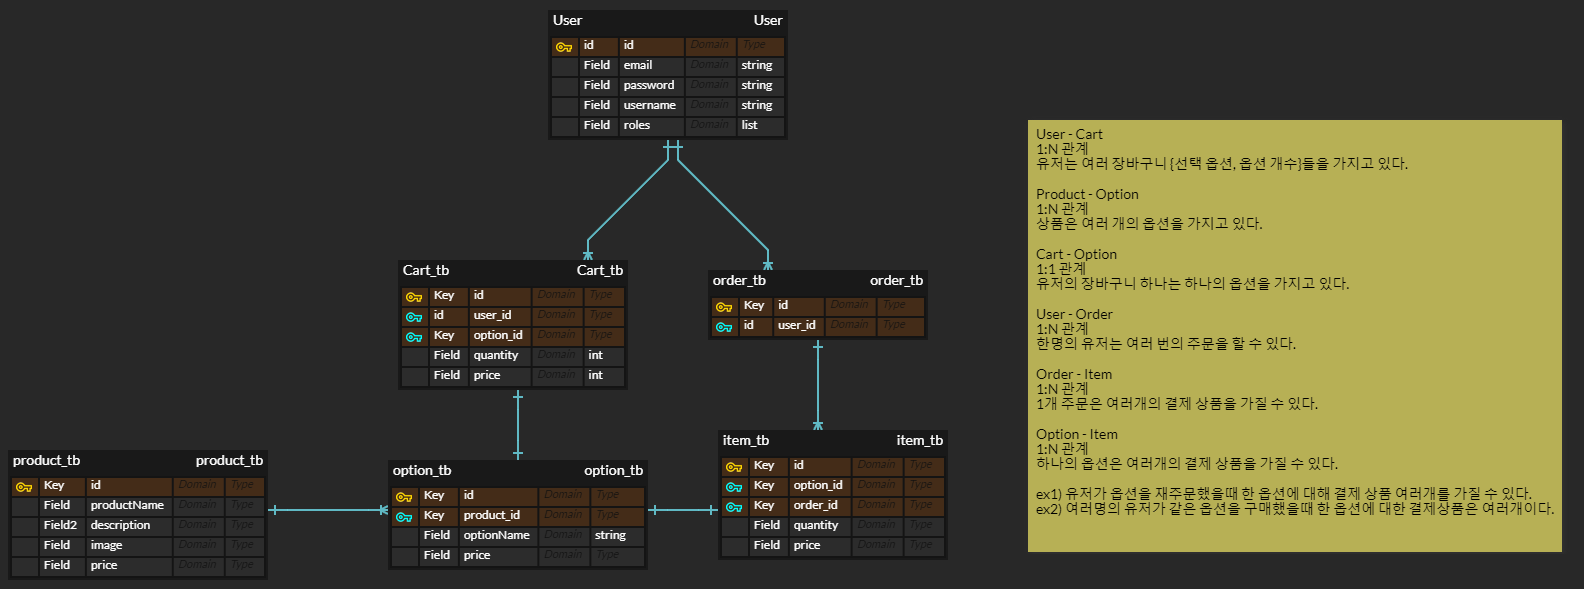 User User
id id Domain Type
Field email Domain string
Field password Domain string
Field username Domain string
Field roles Domain list
Cart_tb Cart_tb
Key id Domain Type
id user_id Domain Type
Key option_id Domain Type
Field quantity Domain int
Field price Domain int
order_tb order_tb
Key id Domain Type
id user_id Domain Type
product_tb product_tb
Key id Domain Type
Field productName Domain Type
Field2 description Domain Type
Field image Domain Type
Field price Domain Type
option_tb option_tb
Key id Domain Type
Key product_id Domain Type
Field optionName Domain string
Field price Domain Type
item_tb item_tb
Key id Domain Type
Key option_id Domain Type
Key order_id Domain Type
Field quantity Domain Type
Field price Domain Type
User - Cart
1:N 관계
유저는 여러 장바구니 {선택 옵션, 옵션 개수}들을 가지고 있다.
Product - Option
1:N 관계
상품은 여러 개의 옵션을 가지고 있다.
Cart - Option
1:1 관계
유저의 장바구니 하나는 하나의 옵션을 가지고 있다.
User - Order
1:N 관계
한명의 유저는 여러 번의 주문을 할 수 있다.
Order - Item
1:N 관계
1개 주문은 여러개의 결제 상품을 가질 수 있다.
Option - Item
1:N 관계
하나의 옵션은 여러개의 결제 상품을 가질 수 있다.
ex1) 유저가 옵션을 재주문했을때 한 옵션에 대해 결제 상품 여러개를 가질 수 있다.
ex2) 여러명의 유저가 같은 옵션을 구매했을때 한 옵션에 대한 결제상품은 여러개이다.